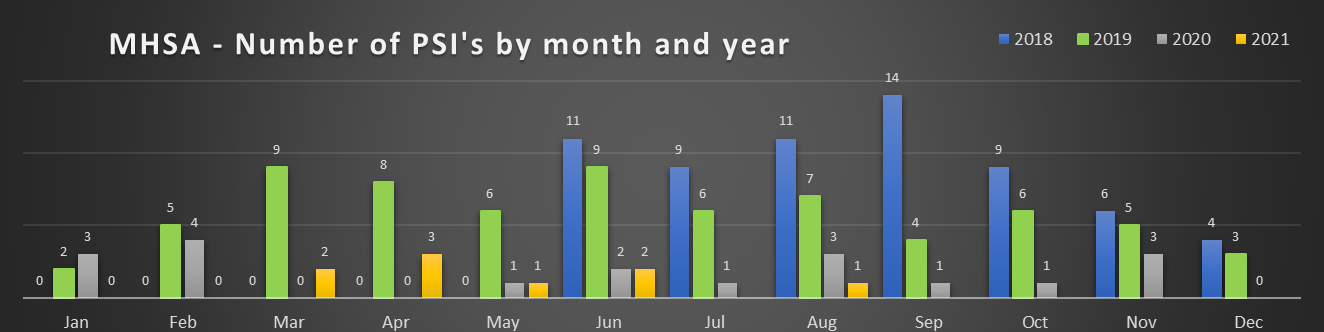 MHSA - Number of PSI's by month and year
2018 2019 2020 2021
14
11 11
9 9 9 9
8
7
6 6 6 6
5 5
4 4 4
3 3 3 3 3
2 2 2 2
1 1 1 1 1 1
0 0 0 0 0 0 0 0 0 0
Jan Feb Mar Apr May Jun Jul Aug Sep Oct Nov Dec